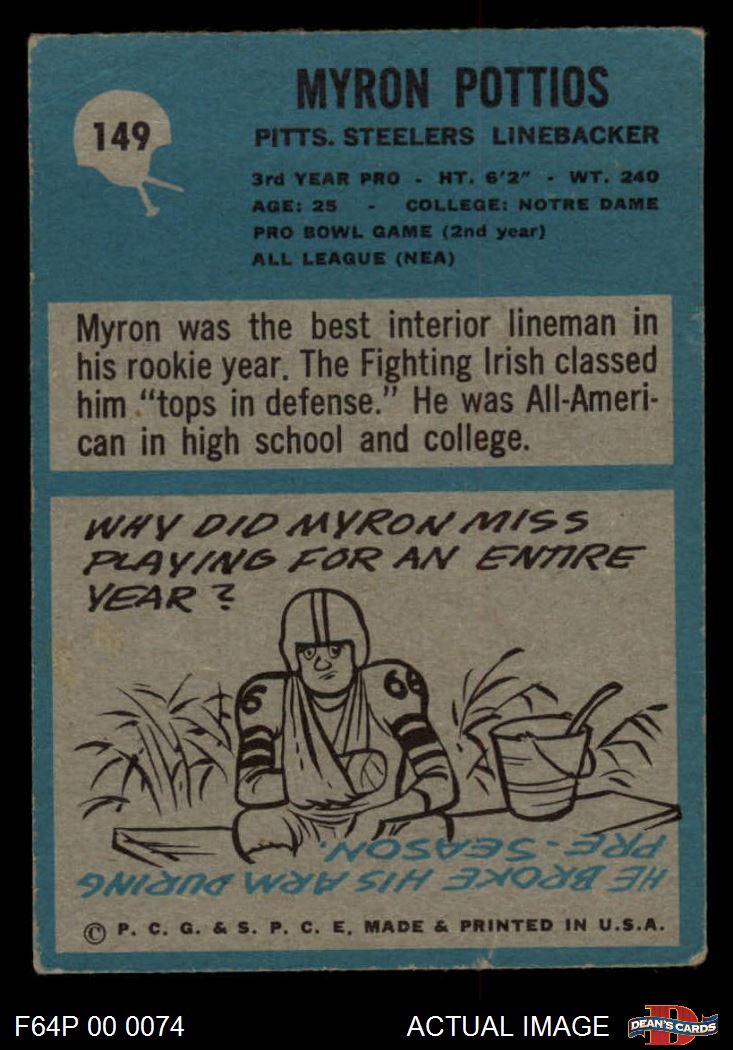 149
MYRON POTTIOS
PITTS. STEELERS LINEBACKER
3rd YEAR PRO - HT. 6'2" - WT. 240
AGE: 25 - COLLEGE: NOTRE DAME
PRO BOWL GAME (2nd year)
ALL LEAGUE (NEA)
Myron was the best interior lineman in
his rookie year. The Fighting Irish classed
him "tops in defense." He was All-Ameri-
can in high school and college.
WHY DID MYRON MISS
PLAYING FOR AN ENTIRE
YEAR?
6 66
HE BROKE HIS ARM DURING
PRE-SEASON.
© P. C. G. & S. P. C. E. MADE & PRINTED IN U.S.A.
F64P 00 0074 ACTUAL IMAGE D DEAN'S CARDS